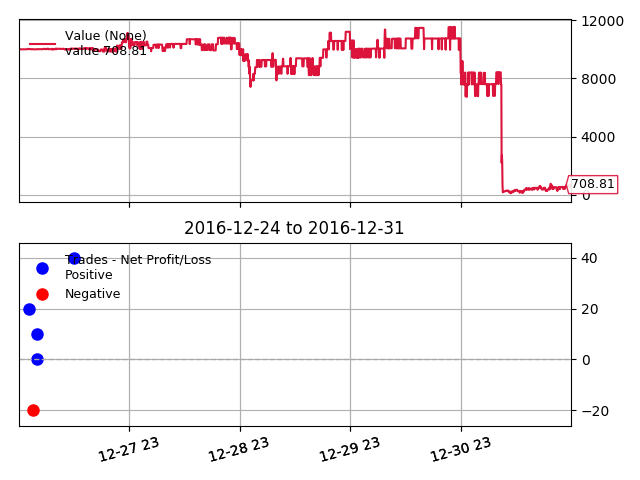 Value (None)
value 708.81
12000
8000
4000
0
708.81
2016-12-24 to 2016-12-31
Trades - Net Profit/Loss
Positive
Negative
40
20
0
−20
12-27 23
12-28 23
12-29 23
12-30 23